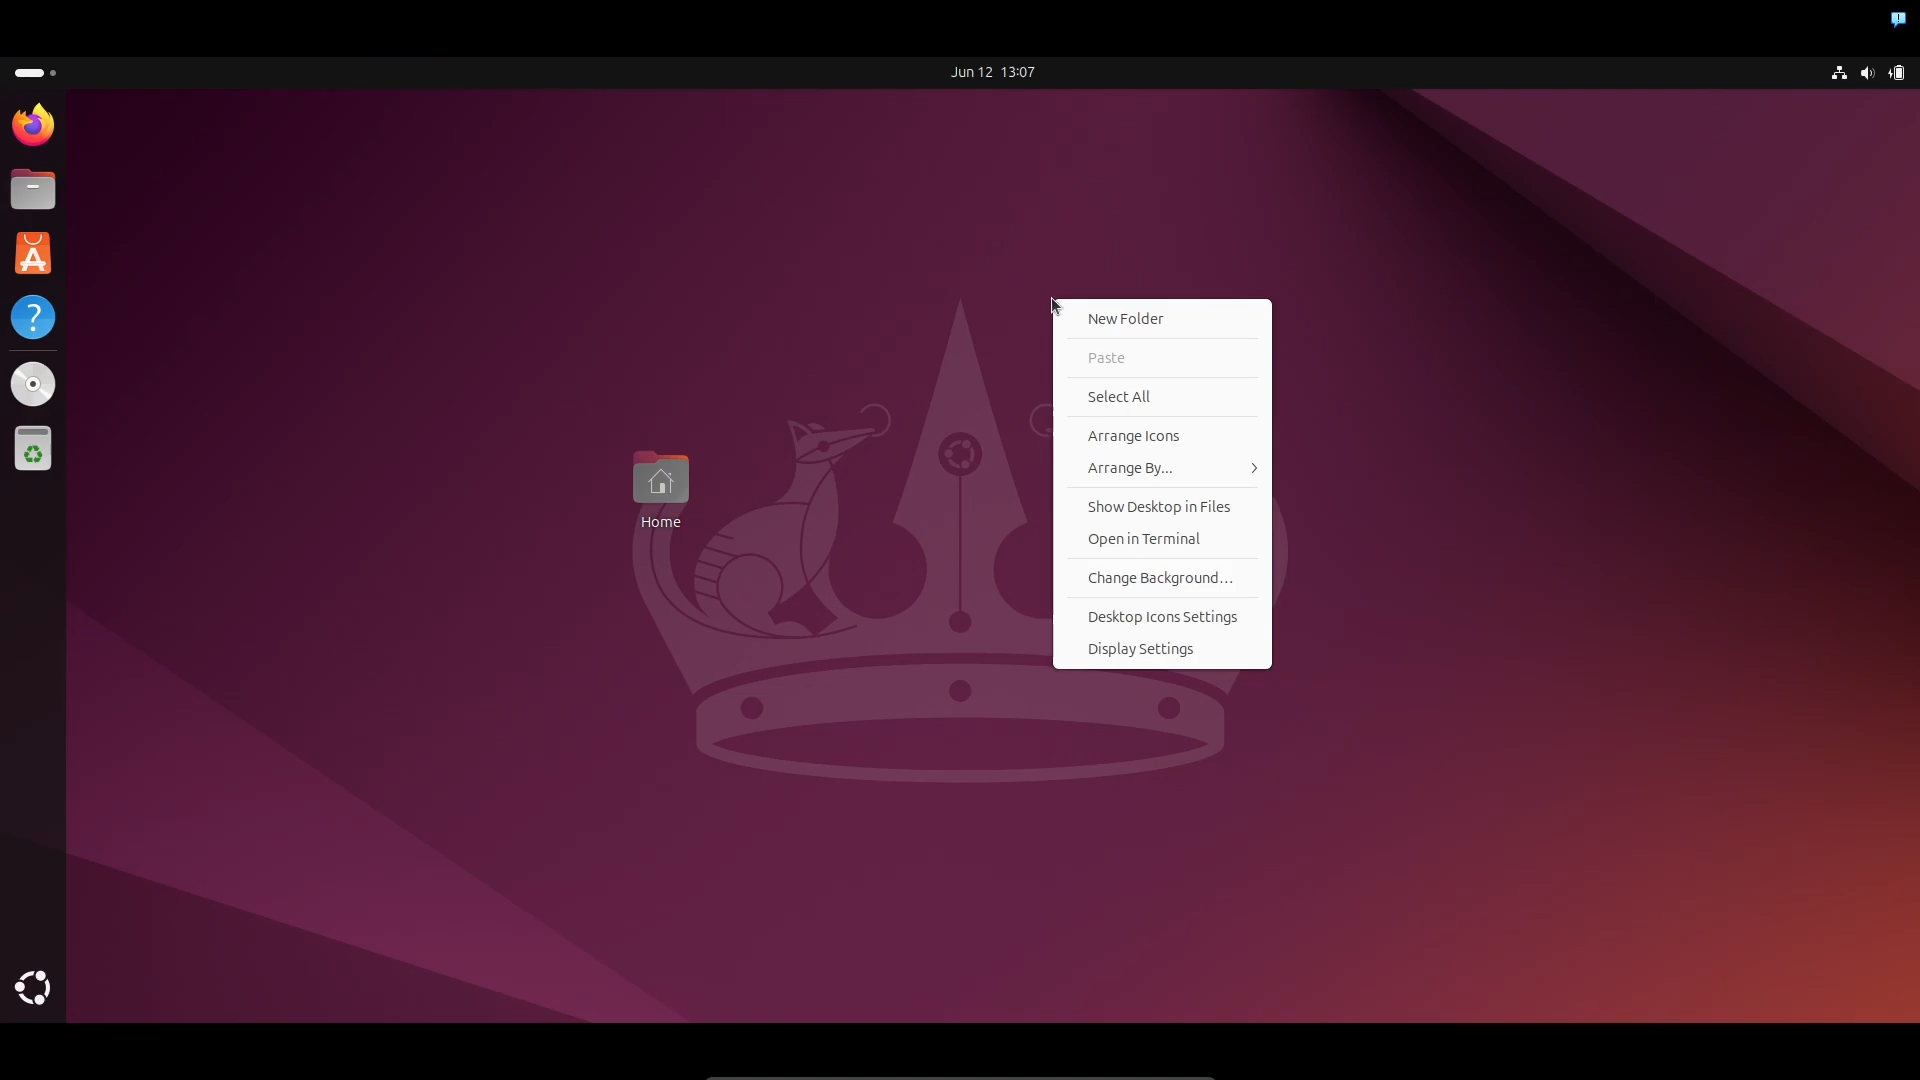 Jun 12 13:07
New Folder
Paste
Select All
Arrange Icons
Arrange By...
Show Desktop in Files
Open in Terminal
Change Background…
Desktop Icons Settings
Display Settings
Home